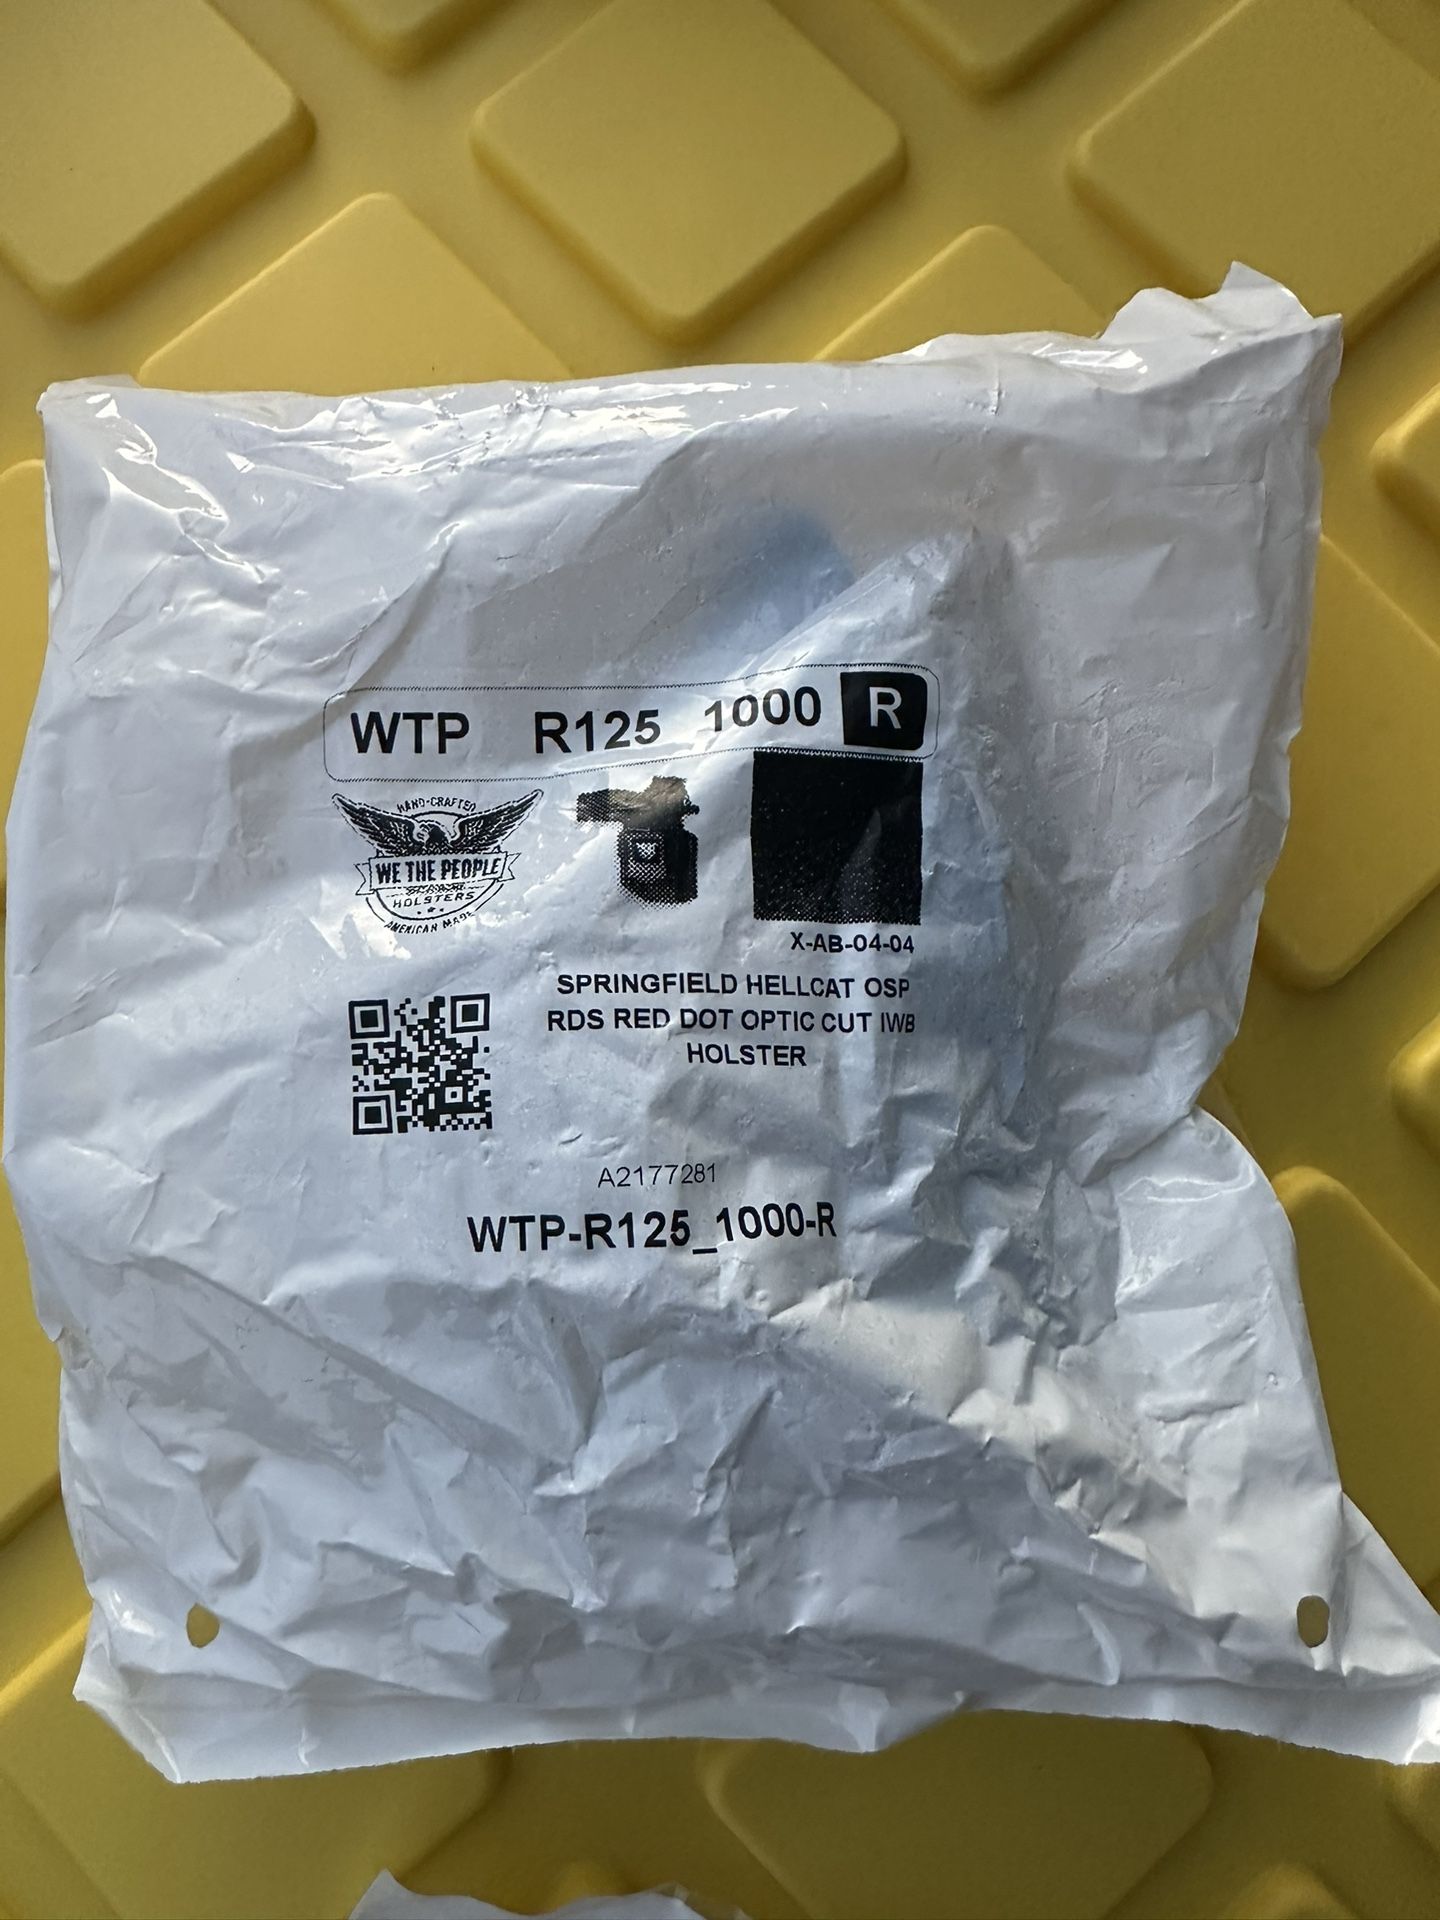 WTP R125 1000 R
HAND-CRAFTED
WE THE PEOPLE
HOLSTERS
AMERICAN MADE
X-AB-04-04
SPRINGFIELD HELLCAT OSP
RDS RED DOT OPTIC CUT IWB
HOLSTER
A2177281
WTP-R125_1000-R